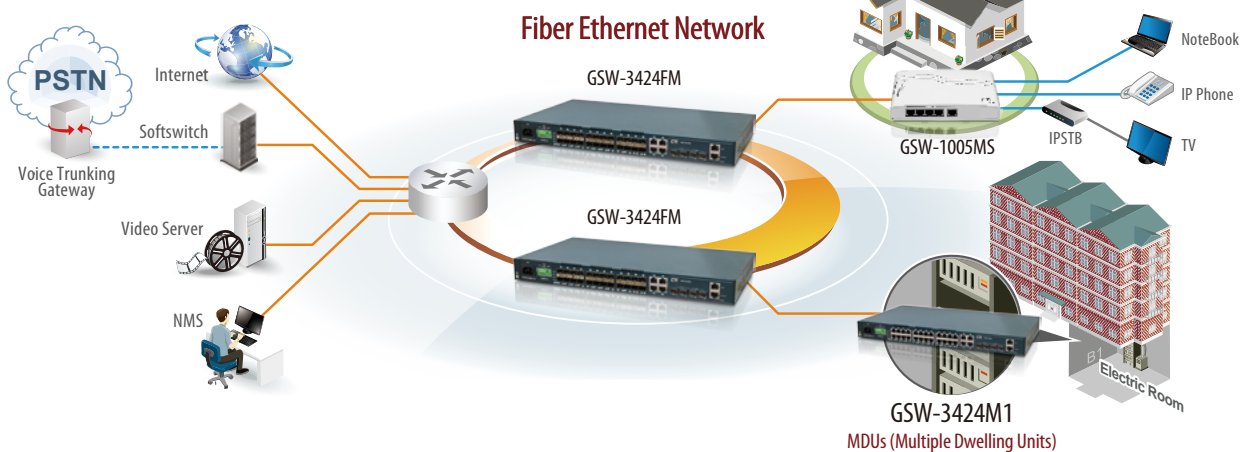 Fiber Ethernet Network
PSTN
Voice Trunking
Gateway
Internet
Softswitch
Video Server
NMS
GSW-3424FM
GSW-3424FM
GSW-1005MS
NoteBook
IP Phone
IPSTB
TV
B1
Electric Room
GSW-3424M1
MDUs (Multiple Dwelling Units)